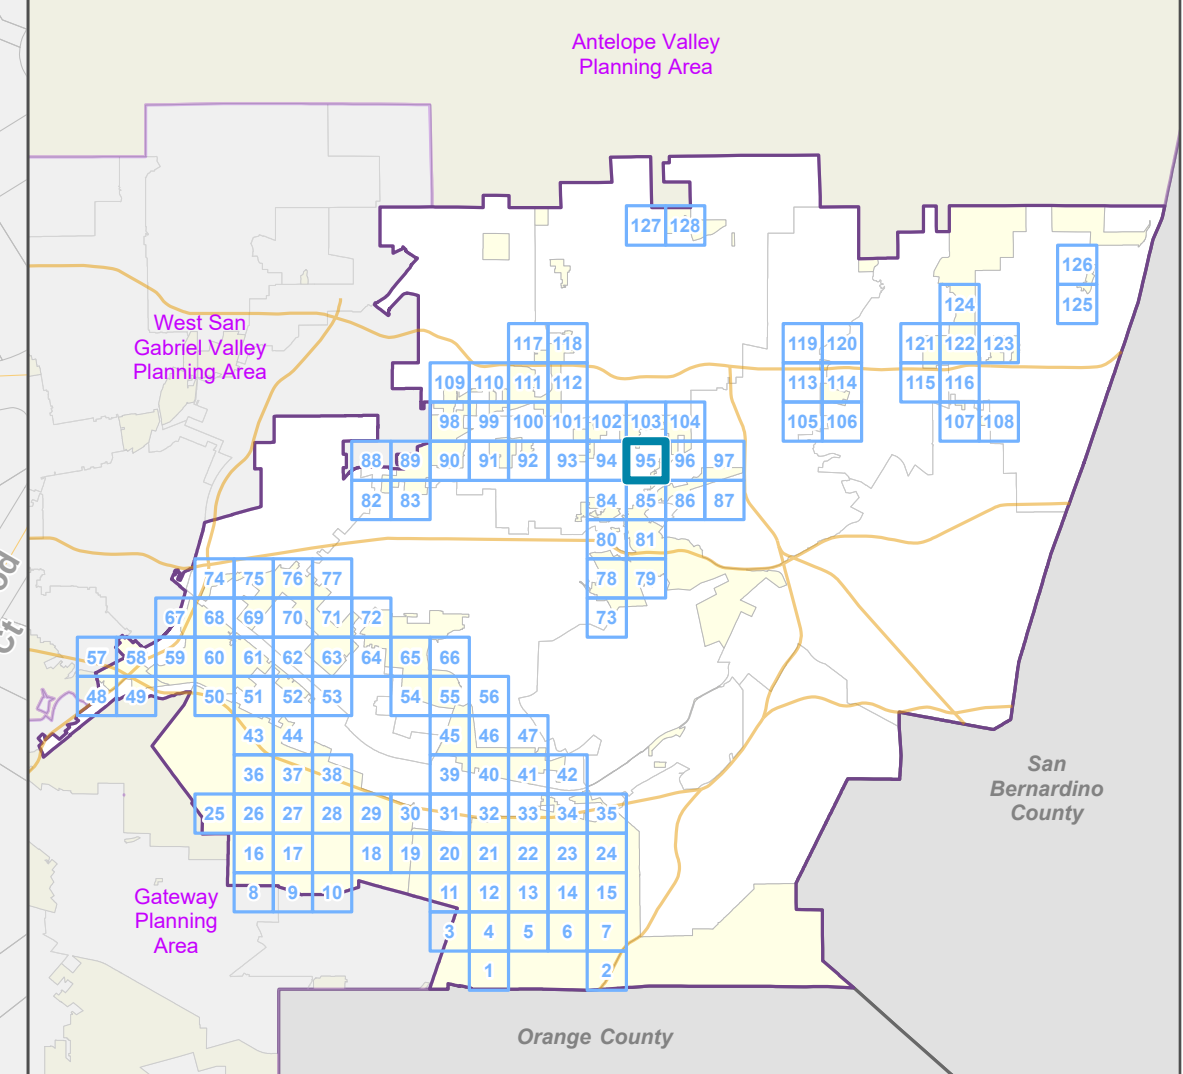 Antelope Valley
Planning Area
127 128
126
124 125
West San
Gabriel Valley
Planning Area
117 118 119 120 121 122 123
109 110 111 112 113 114 115 116
98 99 100 101 102 103 104 105 106 107 108
88 89 90 91 92 93 94 95 96 97
82 83 84 85 86 87
80 81
74 75 76 77 78 79
67 68 69 70 71 72 73
57 58 59 60 61 62 63 64 65 66
48 49 50 51 52 53 54 55 56
43 44 45 46 47
36 37 38 39 40 41 42
San
Bernardino
County
25 26 27 28 29 30 31 32 33 34 35
16 17 18 19 20 21 22 23 24
8 9 10 11 12 13 14 15
Gateway
Planning
Area
3 4 5 6 7
1 2
Orange County